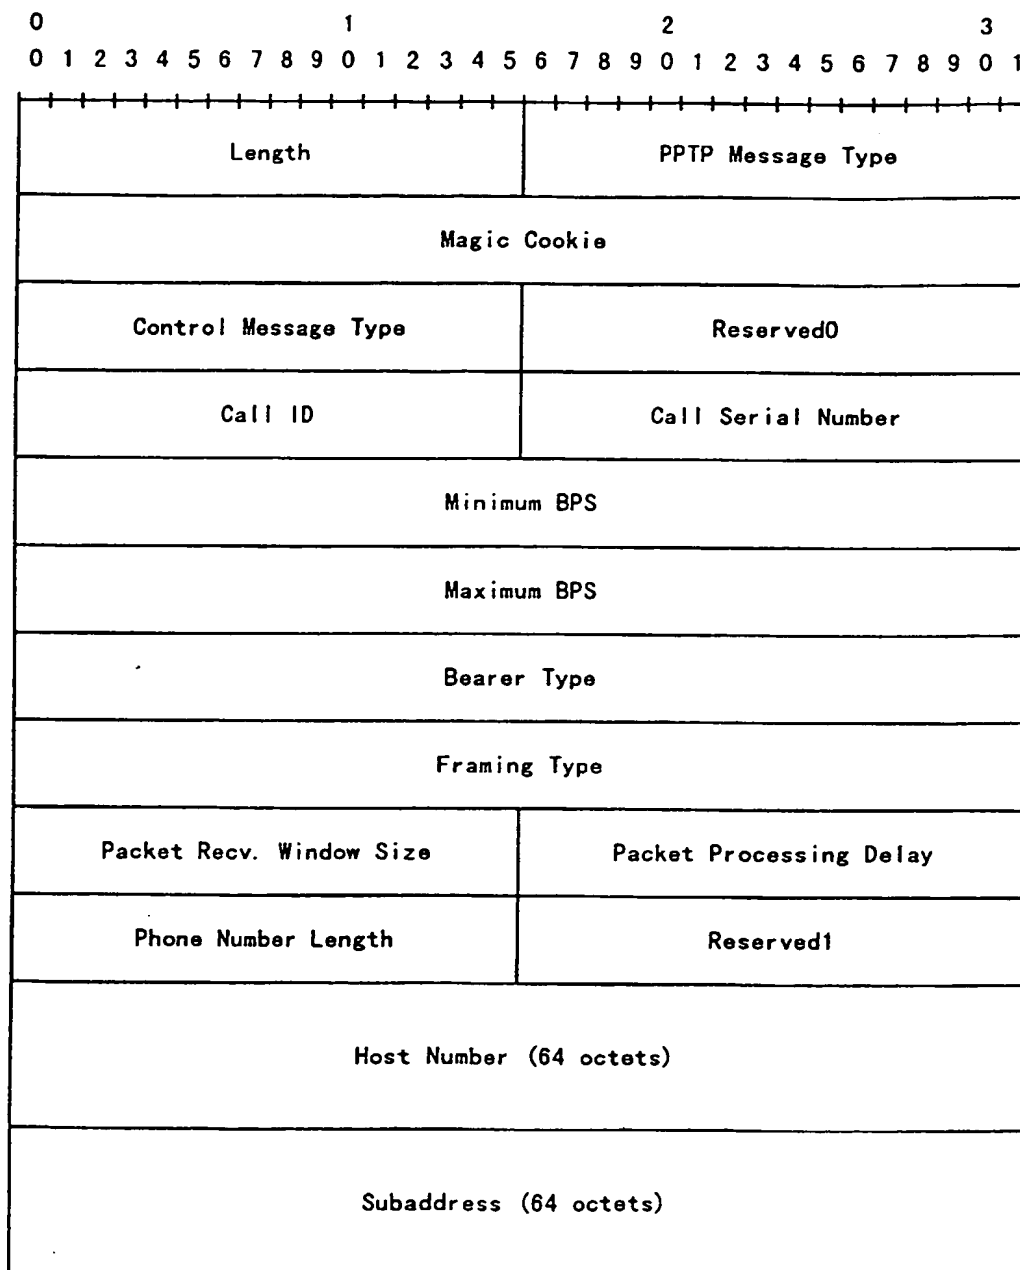 0 1 2 3
0 1 2 3 4 5 6 7 8 9 0 1 2 3 4 5 6 7 8 9 0 1 2 3 4 5 6 7 8 9 0 1
Length PPTP Message Type
Magic Cookie
Control Message Type Reserved0
Call ID Call Serial Number
Minimum BPS
Maximum BPS
Bearer Type
Framing Type
Packet Recv. Window Size Packet Processing Delay
Phone Number Length Reserved1
Host Number (64 octets)
Subaddress (64 octets)